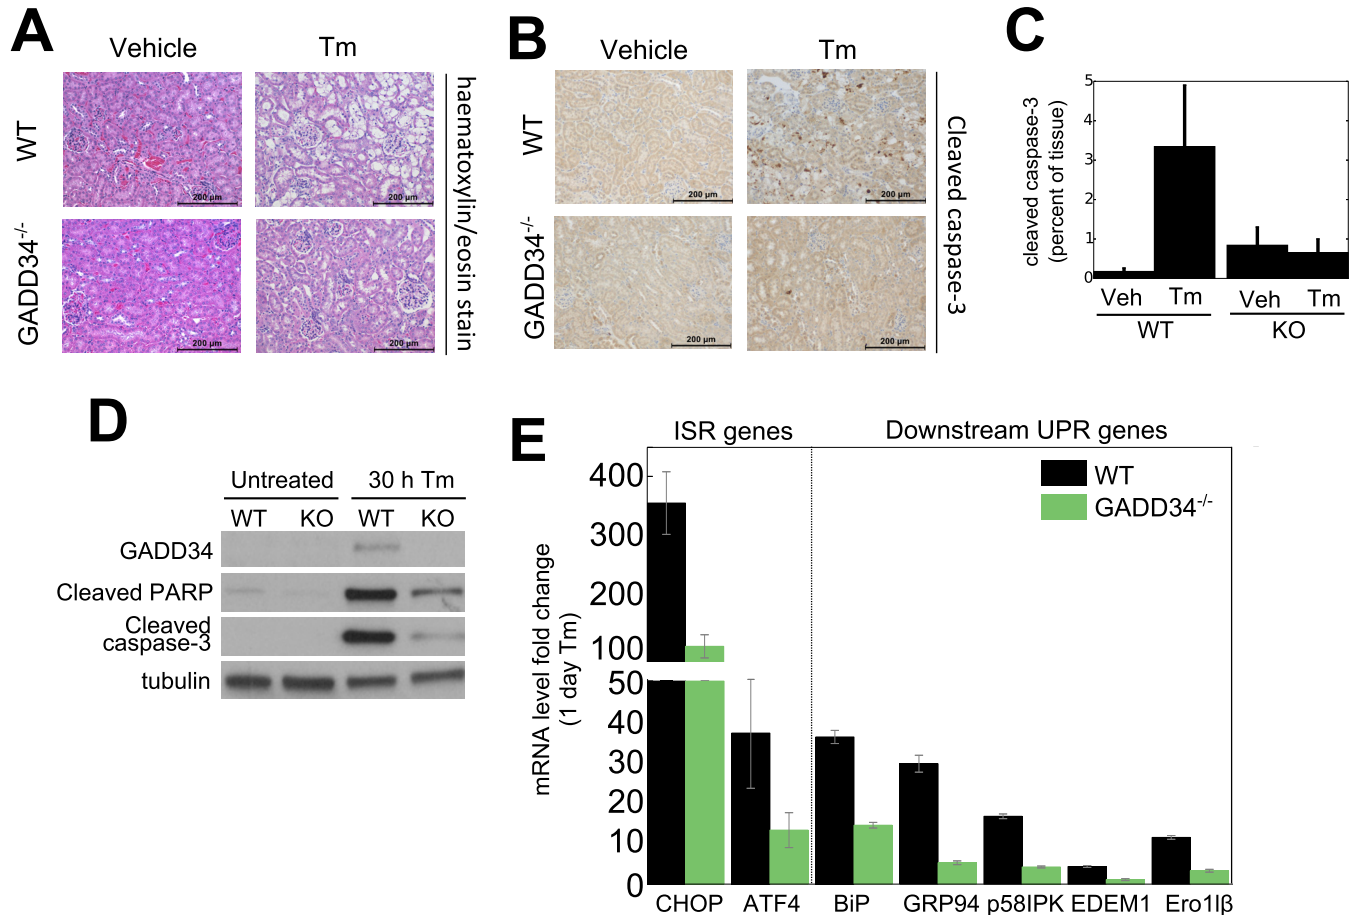 A
Vehicle Tm
WT
GADD34-/-
200 µm
200 µm
200 µm
200 µm
haematoxylin/eosin stain
B
Vehicle Tm
WT
GADD34-/-
200 µm
200 µm
200 µm
200 µm
Cleaved caspase-3
C
cleaved caspase-3
(percent of tissue)
5
4
3
2
1
0
Veh Tm Veh Tm
WT KO
D
Untreated 30 h Tm
WT KO WT KO
GADD34
Cleaved PARP
Cleaved
caspase-3
tubulin
E
ISR genes Downstream UPR genes
WT
GADD34-/-
mRNA level fold change
(1 day Tm)
400
300
200
100
50
40
30
20
10
0
CHOP ATF4 BiP GRP94 p58IPK EDEM1 Ero1lβ